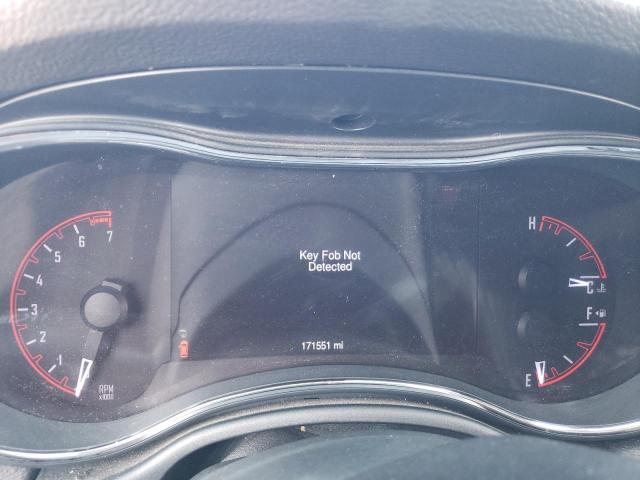 Key Fob Not
Detected
171551 mi
1
2
3
4
5
6
7
RPM
x1000
H
C
F
E